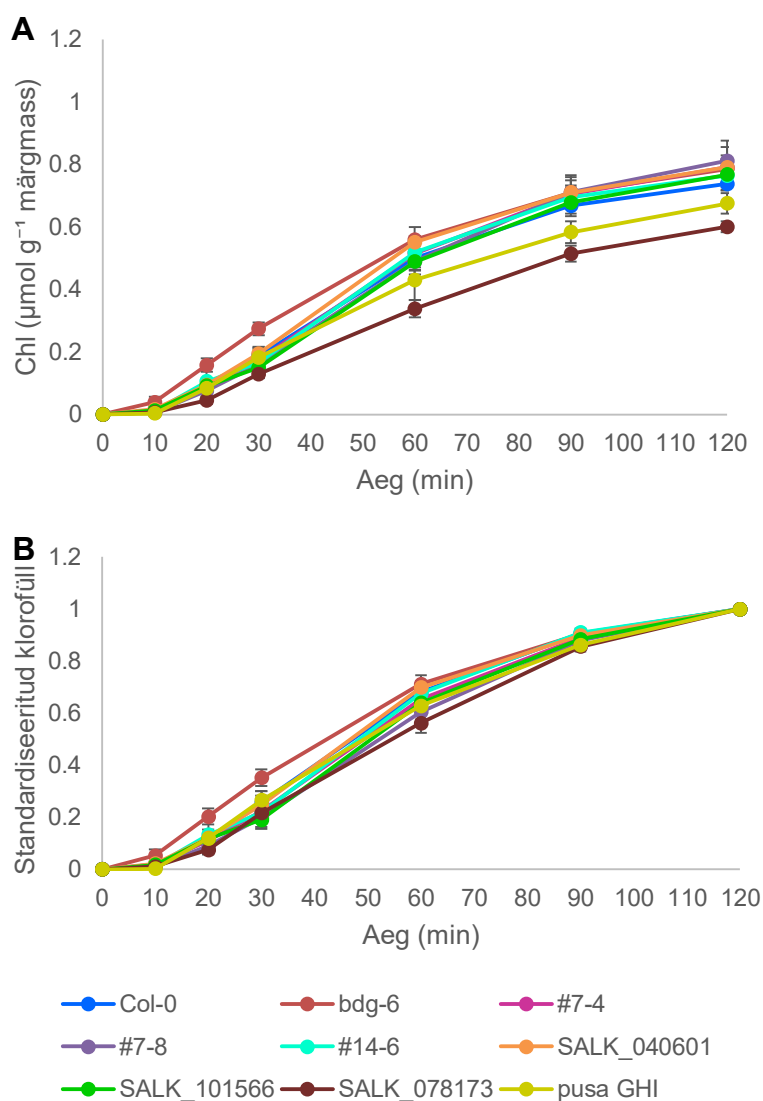 A
Chl (µmol g⁻¹ märgmass)
1.2
1
0.8
0.6
0.4
0.2
0
0 10 20 30 40 50 60 70 80 90 100 110 120
Aeg (min)
B
Standardiseeritud klorofüll
1.2
1
0.8
0.6
0.4
0.2
0
0 10 20 30 40 50 60 70 80 90 100 110 120
Aeg (min)
Col-0 bdg-6 #7-4
#7-8 #14-6 SALK_040601
SALK_101566 SALK_078173 pusa GHI